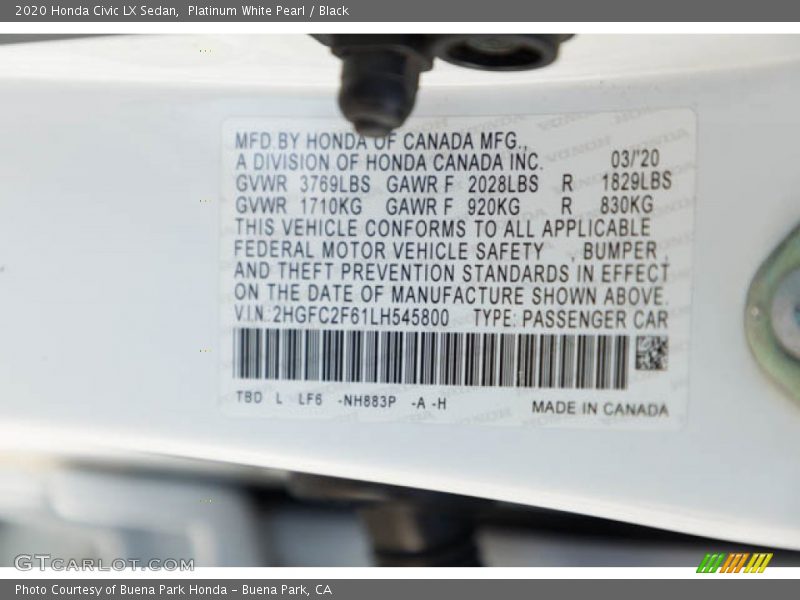 2020 Honda Civic LX Sedan,  Platinum White Pearl / Black
MFD.BY HONDA OF CANADA MFG.,
A DIVISION OF HONDA CANADA INC.  03/'20
GVWR  3769LBS  GAWR F  2028LBS  R  1829LBS
GVWR  1710KG  GAWR F  920KG  R  830KG
THIS VEHICLE CONFORMS TO ALL APPLICABLE
FEDERAL MOTOR VEHICLE SAFETY  , BUMPER ,
AND THEFT PREVENTION STANDARDS IN EFFECT
ON THE DATE OF MANUFACTURE SHOWN ABOVE.
V.I.N.:2HGFC2F61LH545800  TYPE: PASSENGER CAR
TBD  L  LF6  -NH883P  -A -H  MADE IN CANADA
GTCARLOT.COM
Photo Courtesy of Buena Park Honda - Buena Park, CA